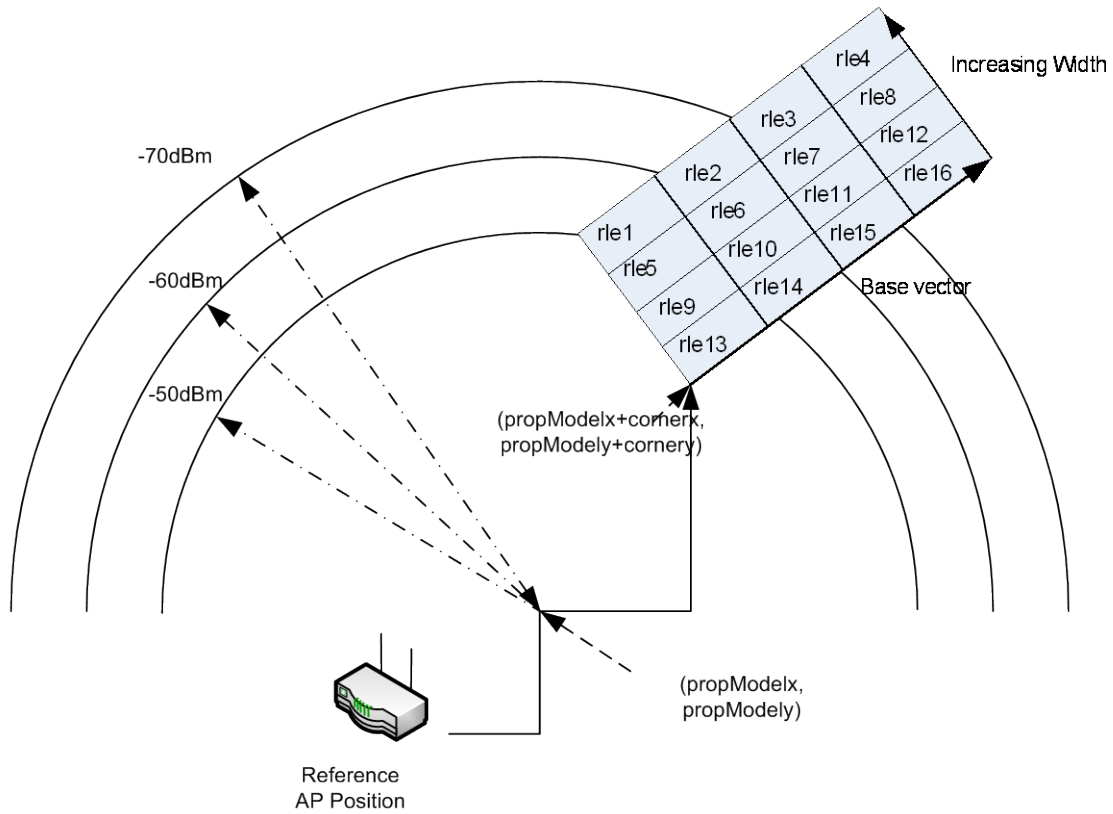 rle4
Increasing Width
rle3
rle8
-70dBm
rle2
rle7
rle12
rle1
rle6
rle11
rle16
rle5
rle10
rle15
-60dBm
rle9
rle14
Base vector
rle13
-50dBm
(propModelx+cornerx,
propModely+cornery)
(propModelx,
propModely)
Reference
AP Position